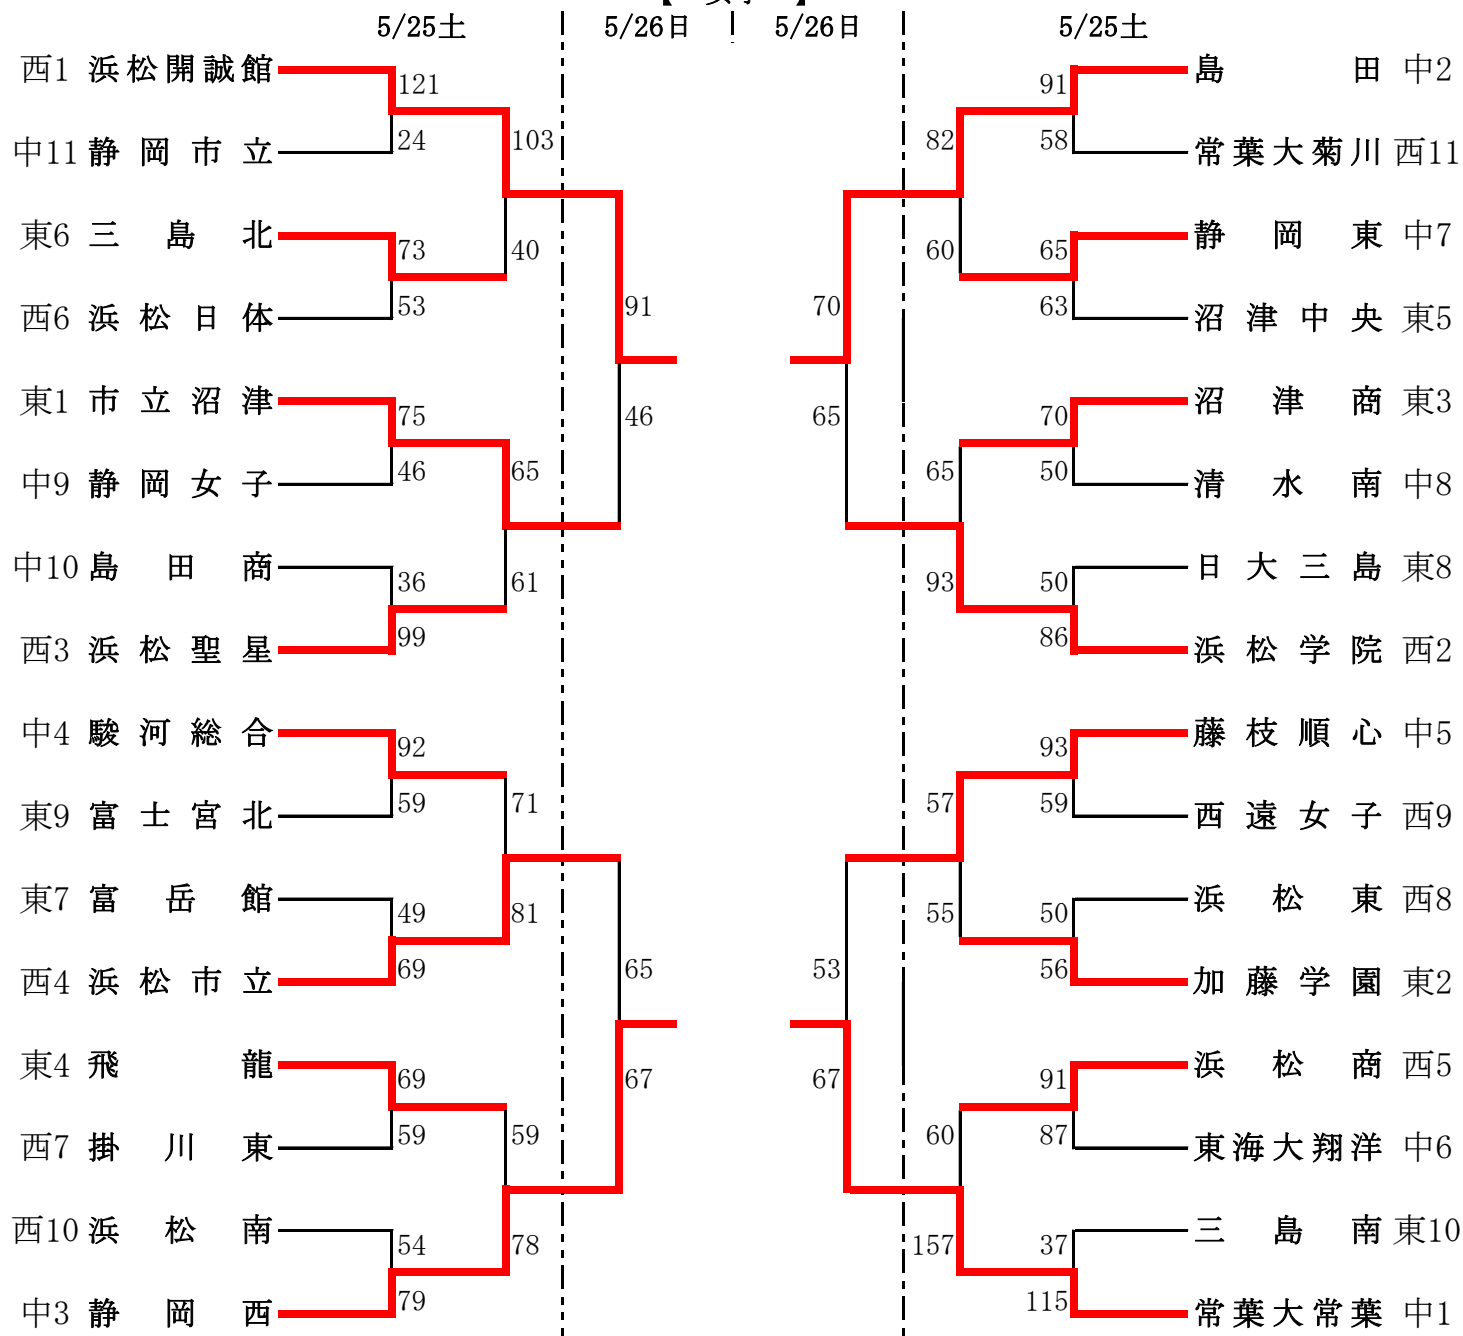 5/25土 5/26日 5/26日 5/25土
西1 浜松開誠館 121 91 島田 中2
中11 静岡市立 24 103 82 58 常葉大菊川 西11
東6 三島北 73 40 60 65 静岡東 中7
西6 浜松日体 53 91 70 63 沼津中央 東5
東1 市立沼津 75 46 65 70 沼津商 東3
中9 静岡女子 46 65 65 50 清水南 中8
中10 島田商 36 61 93 50 日大三島 東8
西3 浜松聖星 99 86 浜松学院 西2
中4 駿河総合 92 93 藤枝順心 中5
東9 富士宮北 59 71 57 59 西遠女子 西9
東7 富岳館 49 81 55 50 浜松東 西8
西4 浜松市立 69 65 53 56 加藤学園 東2
東4 飛龍 69 67 67 91 浜松商 西5
西7 掛川東 59 59 60 87 東海大翔洋 中6
西10 浜松南 54 78 157 37 三島南 東10
中3 静岡西 79 115 常葉大常葉 中1